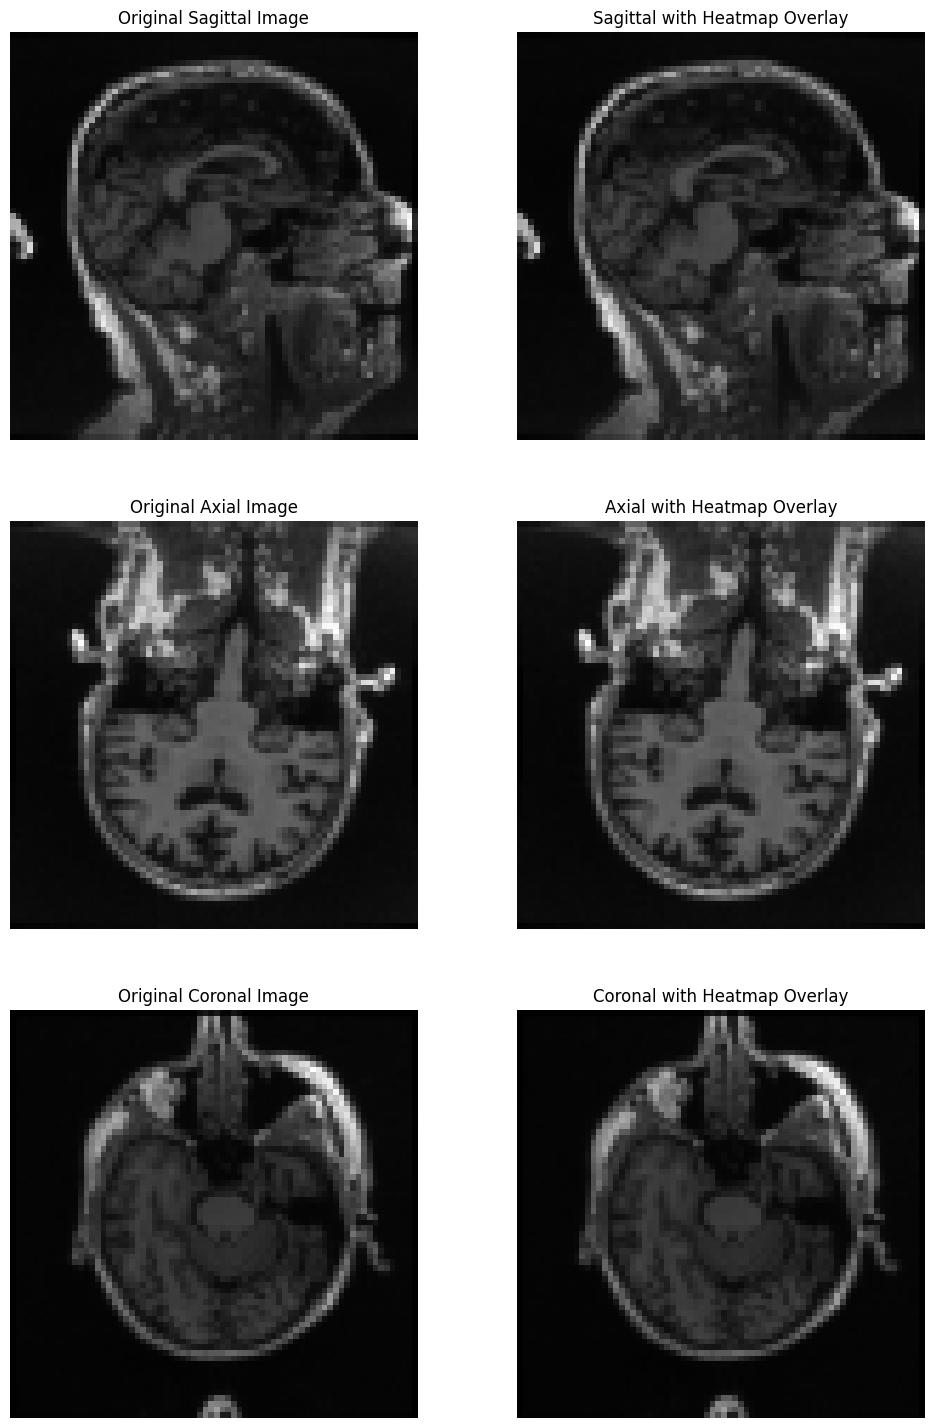 Original Sagittal Image
Sagittal with Heatmap Overlay
Original Axial Image
Axial with Heatmap Overlay
Original Coronal Image
Coronal with Heatmap Overlay